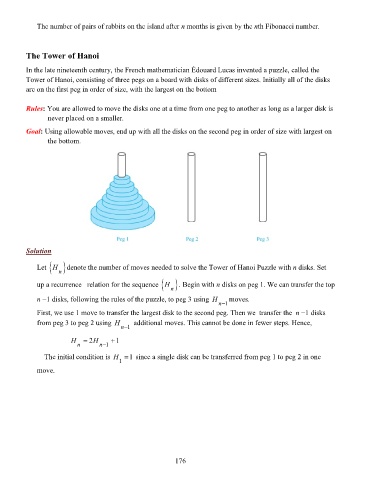 The number of pairs of rabbits on the island after n months is given by the nth Fibonacci number.
The Tower of Hanoi
In the late nineteenth century, the French mathematician Édouard Lucas invented a puzzle, called the
Tower of Hanoi, consisting of three pegs on a board with disks of different sizes. Initially all of the disks
are on the first peg in order of size, with the largest on the bottom
Rules: You are allowed to move the disks one at a time from one peg to another as long as a larger disk is
never placed on a smaller.
Goal: Using allowable moves, end up with all the disks on the second peg in order of size with largest on
the bottom.
Peg 1 Peg 2 Peg 3
Solution
Let {H_n} denote the number of moves needed to solve the Tower of Hanoi Puzzle with n disks. Set
up a recurrence relation for the sequence {H_n}. Begin with n disks on peg 1. We can transfer the top
n −1 disks, following the rules of the puzzle, to peg 3 using H_{n−1} moves.
First, we use 1 move to transfer the largest disk to the second peg. Then we transfer the n −1 disks
from peg 3 to peg 2 using H_{n−1} additional moves. This cannot be done in fewer steps. Hence,
H_n = 2H_{n−1} + 1
The initial condition is H_1 = 1 since a single disk can be transferred from peg 1 to peg 2 in one
move.
176